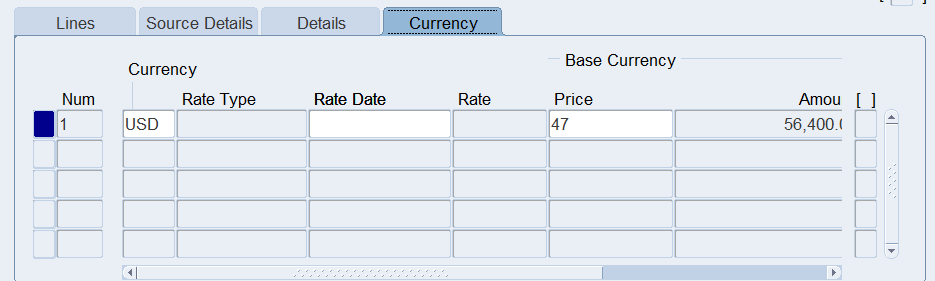 Lines Source Details Details Currency
Base Currency
Currency
Num Rate Type Rate Date Rate Price Amou [ ]
1 USD 47 56,400.0